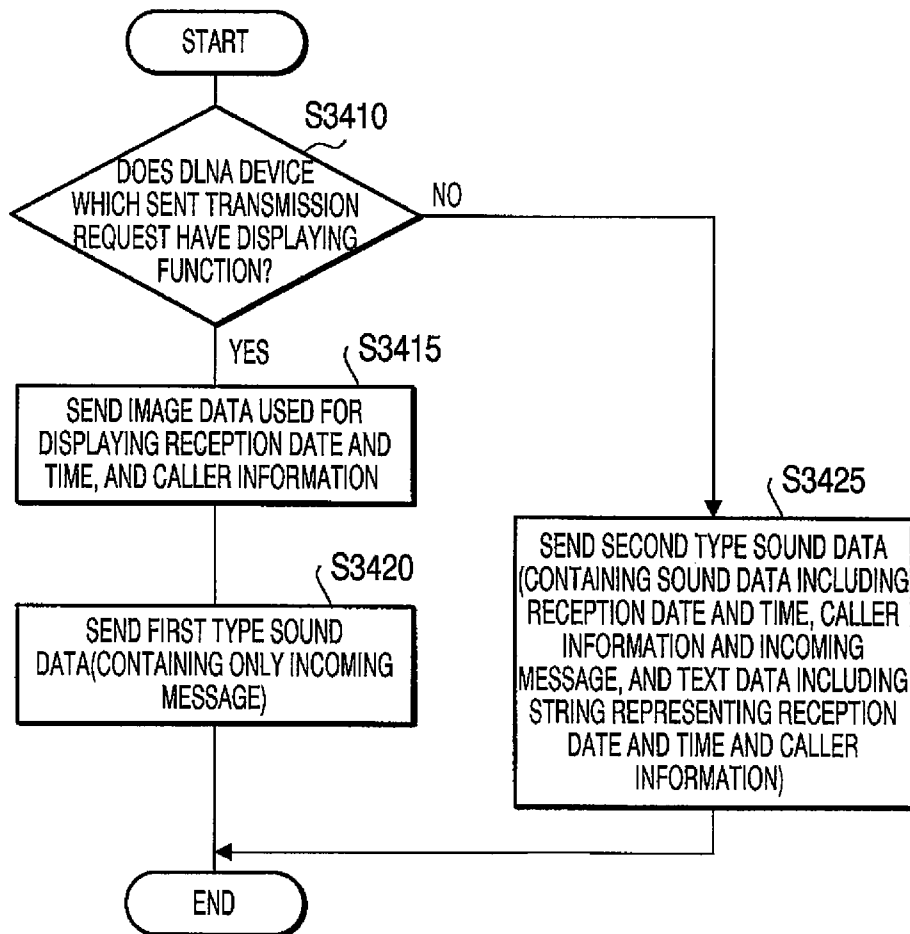 START
S3410
DOES DLNA DEVICE
WHICH SENT TRANSMISSION
REQUEST HAVE DISPLAYING
FUNCTION?
NO
YES
S3415
SEND IMAGE DATA USED FOR
DISPLAYING RECEPTION DATE AND
TIME, AND CALLER INFORMATION
S3420
SEND FIRST TYPE SOUND
DATA(CONTAINING ONLY INCOMING
MESSAGE)
S3425
SEND SECOND TYPE SOUND DATA
(CONTAINING SOUND DATA INCLUDING
RECEPTION DATE AND TIME, CALLER
INFORMATION AND INCOMING
MESSAGE, AND TEXT DATA INCLUDING
STRING REPRESENTING RECEPTION
DATE AND TIME AND CALLER
INFORMATION)
END